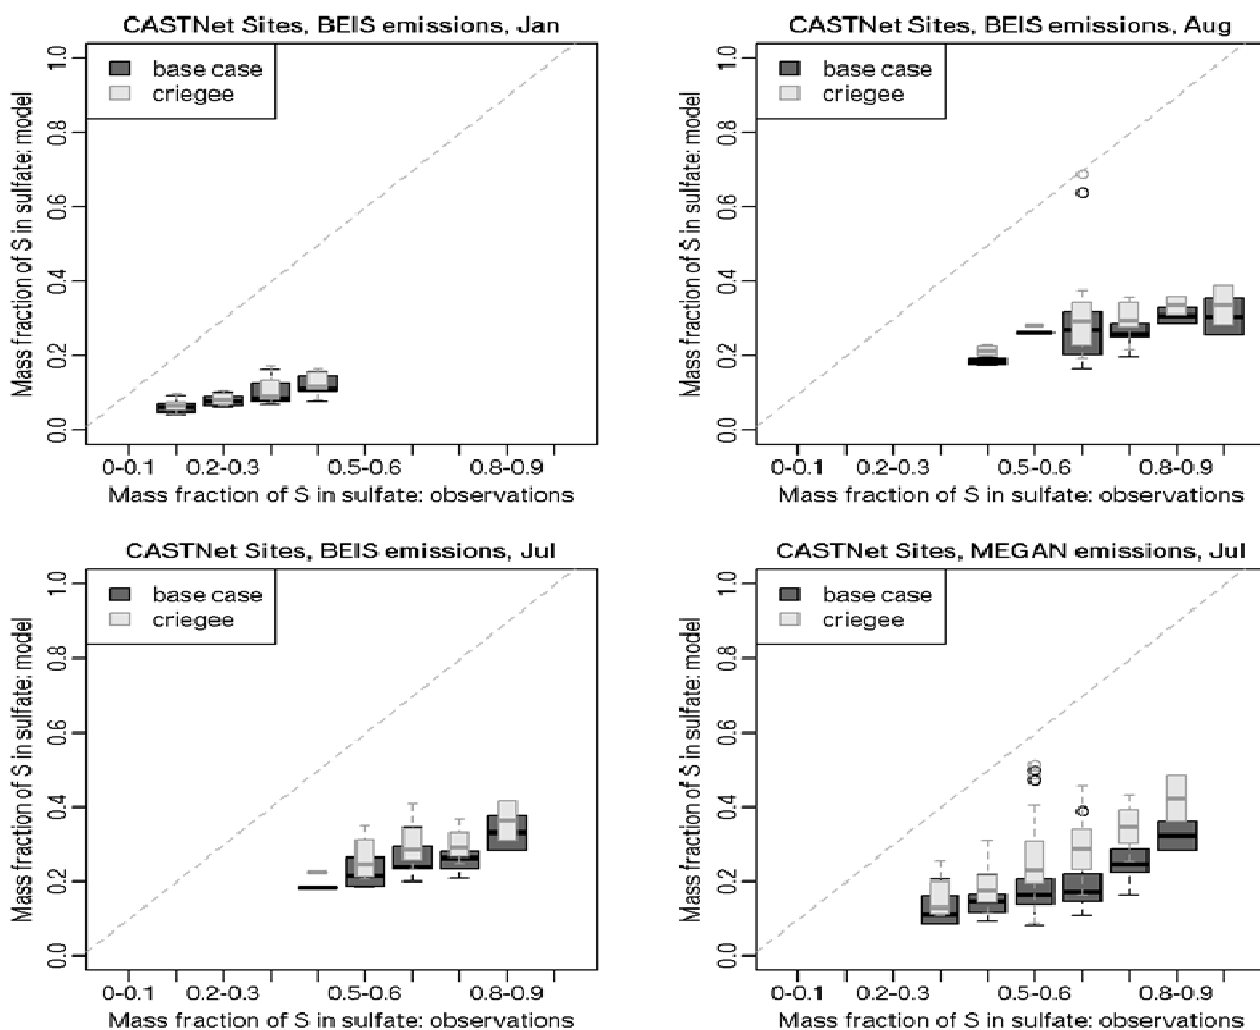 CASTNet Sites, BEIS emissions, Jan
base case
criegee
Mass fraction of S in sulfate: model
1.0
0.8
0.6
0.4
0.2
0.0
0-0.1 0.2-0.3 0.5-0.6 0.8-0.9
Mass fraction of S in sulfate: observations
CASTNet Sites, BEIS emissions, Aug
base case
criegee
Mass fraction of S in sulfate: model
1.0
0.8
0.6
0.4
0.2
0.0
0-0.1 0.2-0.3 0.5-0.6 0.8-0.9
Mass fraction of S in sulfate: observations
CASTNet Sites, BEIS emissions, Jul
base case
criegee
Mass fraction of S in sulfate: model
1.0
0.8
0.6
0.4
0.2
0.0
0-0.1 0.2-0.3 0.5-0.6 0.8-0.9
Mass fraction of S in sulfate: observations
CASTNet Sites, MEGAN emissions, Jul
base case
criegee
Mass fraction of S in sulfate: model
1.0
0.8
0.6
0.4
0.2
0.0
0-0.1 0.2-0.3 0.5-0.6 0.8-0.9
Mass fraction of S in sulfate: observations